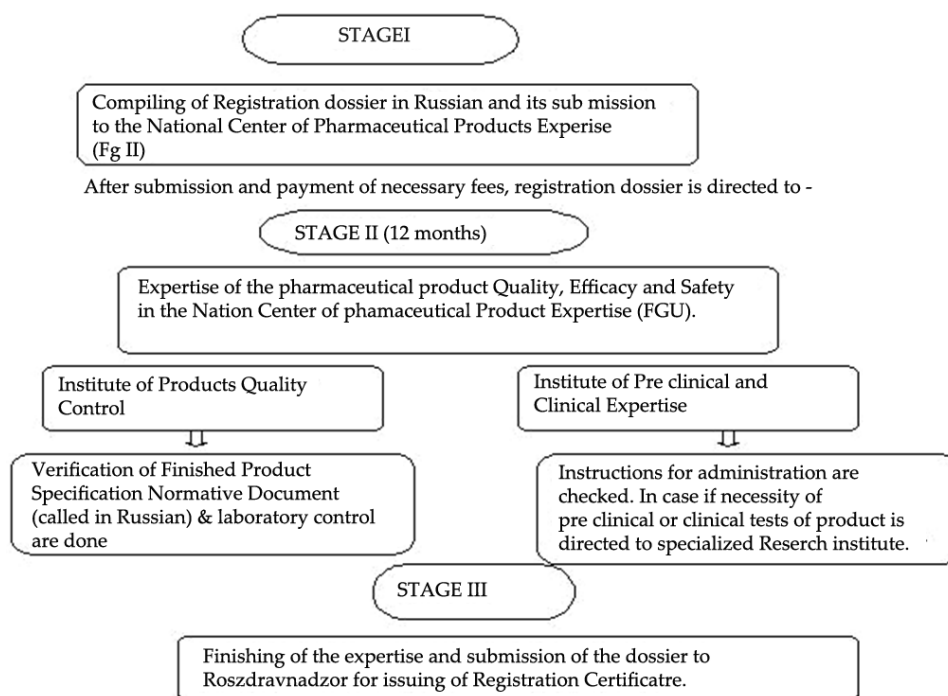 STAGEI
Compiling of Registration dossier in Russian and its sub mission
to the National Center of Pharmaceutical Products Experise
(Fg II)
After submission and payment of necessary fees, registration dossier is directed to -
STAGE II (12 months)
Expertise of the pharmaceutical product Quality, Efficacy and Safety
in the Nation Center of phamaceutical Product Expertise (FGU).
Institute of Products Quality
Control
Institute of Pre clinical and
Clinical Expertise
Verification of Finished Product
Specification Normative Document
(called in Russian) & laboratory control
are done
Instructions for administration are
checked. In case if necessity of
pre clinical or clinical tests of product is
directed to specialized Reserch institute.
STAGE III
Finishing of the expertise and submission of the dossier to
Roszdravnadzor for issuing of Registration Certificatre.